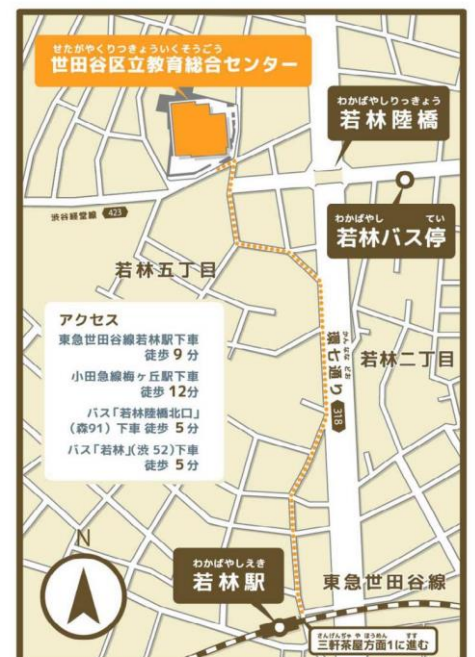 せたがやくりつきょういくそうごう
世田谷区立教育総合センター
わかばやしりっきょう
若林陸橋
渋谷経堂線 423
わかばやし てい
若林バス停
若林五丁目
アクセス
東急世田谷線若林駅下車
徒歩 9 分
小田急線梅ヶ丘駅下車
徒歩 12分
バス「若林陸橋北口」
(森91) 下車 徒歩 5 分
バス「若林」(渋 52)下車
徒歩 5 分
かん なな どお
環七通り
318
若林二丁目
N
わかばやしえき
若林駅
東急世田谷線
さんげんぢゃ や ほうめん すす
三軒茶屋方面1に進む